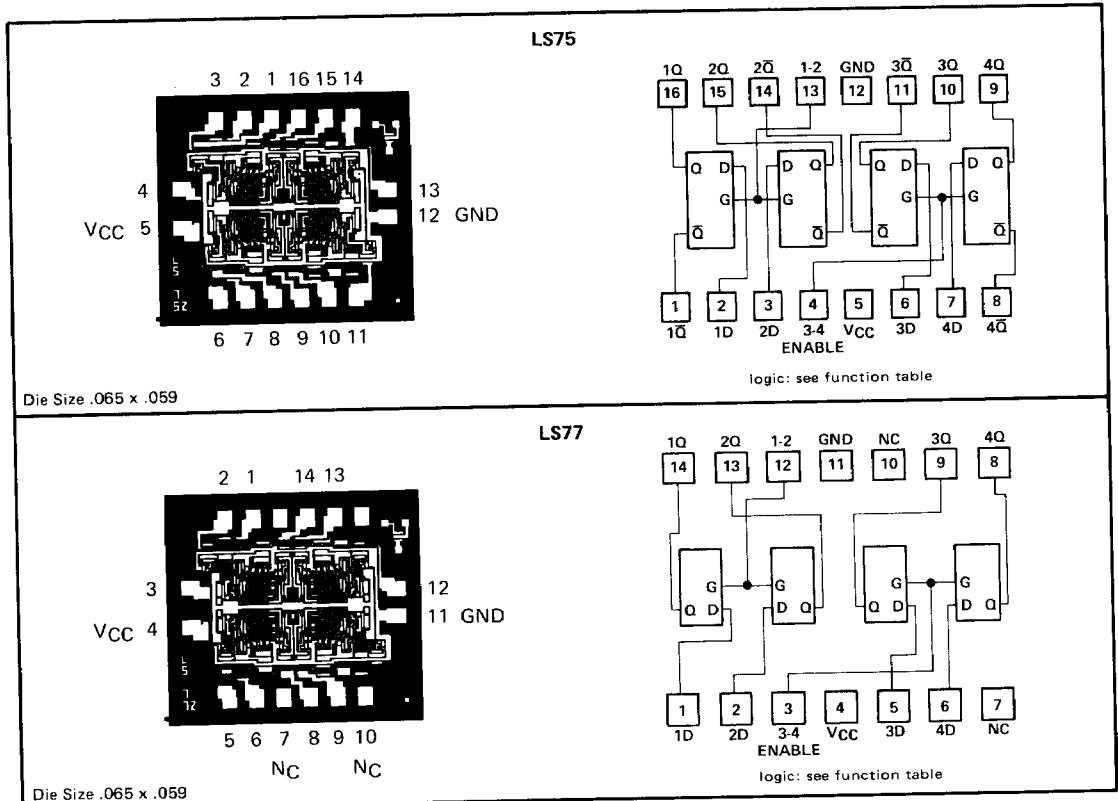 LS75
3 2 1 16 15 14
4
VCC 5
13
12 GND
L
S
6 7 8 9 10 11
Die Size .065 x .059
1Q 2Q 2Q̅ 1-2 GND 3Q̅ 3Q 4Q
16 15 14 13 12 11 10 9
Q D D Q Q D D Q
G G G G
Q̅ Q̅ Q̅ Q̅
1 2 3 4 5 6 7 8
1Q̅ 1D 2D 3-4 VCC 3D 4D 4Q̅
ENABLE
logic: see function table
LS77
2 1 14 13
3
VCC 4
12
11 GND
L
S
5 6 7 8 9 10
NC NC
Die Size .065 x .059
1Q 2Q 1-2 GND NC 3Q 4Q
14 13 12 11 10 9 8
G G G G
Q D D Q Q D D Q
1 2 3 4 5 6 7
1D 2D 3-4 VCC 3D 4D NC
ENABLE
logic: see function table